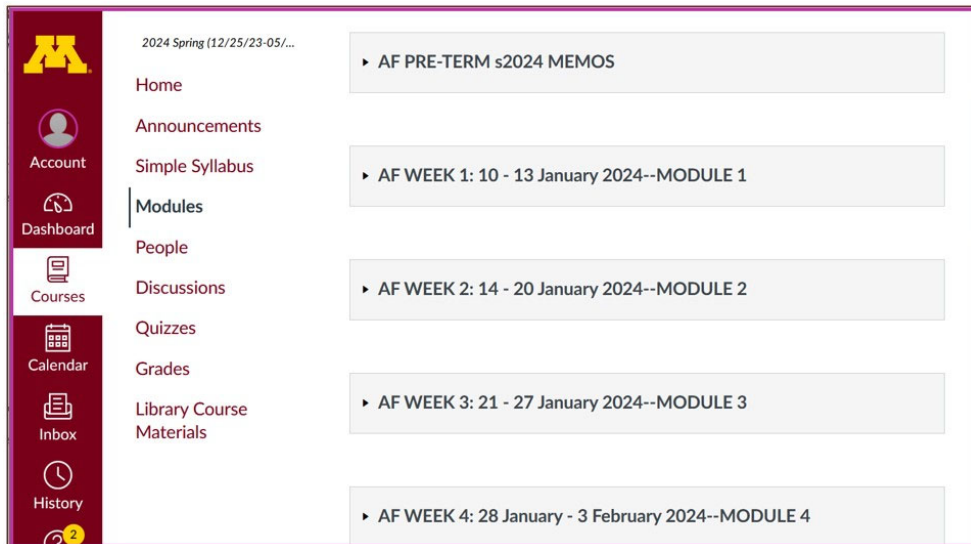 M
Account
Dashboard
Courses
Calendar
Inbox
History
2
2024 Spring (12/25/23-05/...
Home
Announcements
Simple Syllabus
Modules
People
Discussions
Quizzes
Grades
Library Course
Materials
AF PRE-TERM s2024 MEMOS
AF WEEK 1: 10 - 13 January 2024--MODULE 1
AF WEEK 2: 14 - 20 January 2024--MODULE 2
AF WEEK 3: 21 - 27 January 2024--MODULE 3
AF WEEK 4: 28 January - 3 February 2024--MODULE 4